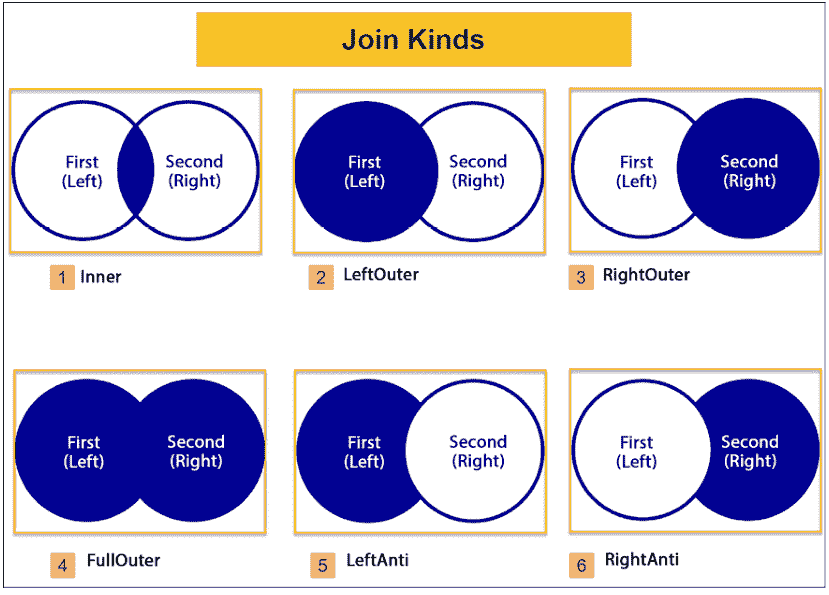 Join Kinds
First
(Left)
Second
(Right)
1 Inner
First
(Left)
Second
(Right)
2 LeftOuter
First
(Left)
Second
(Right)
3 RightOuter
First
(Left)
Second
(Right)
4 FullOuter
First
(Left)
Second
(Right)
5 LeftAnti
First
(Left)
Second
(Right)
6 RightAnti